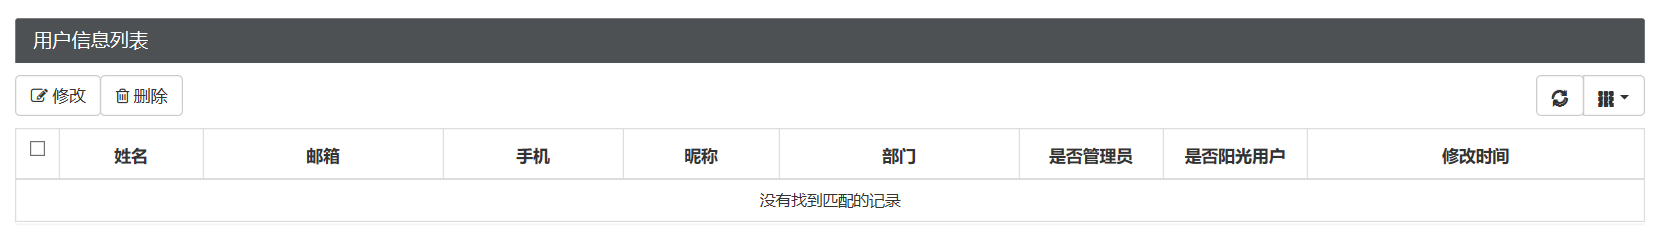 用户信息列表
修改 删除
姓名 邮箱 手机 昵称 部门 是否管理员 是否阳光用户 修改时间
没有找到匹配的记录